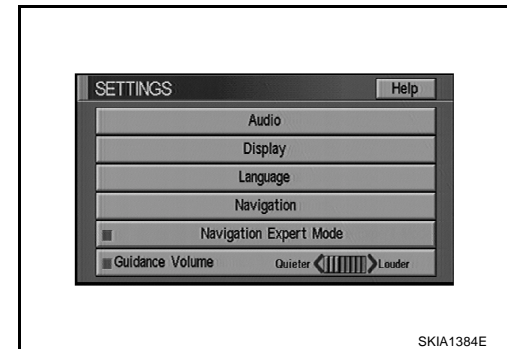 SETTINGS Help
Audio
Display
Language
Navigation
Navigation Expert Mode
Guidance Volume Quieter Louder
SKIA1384E